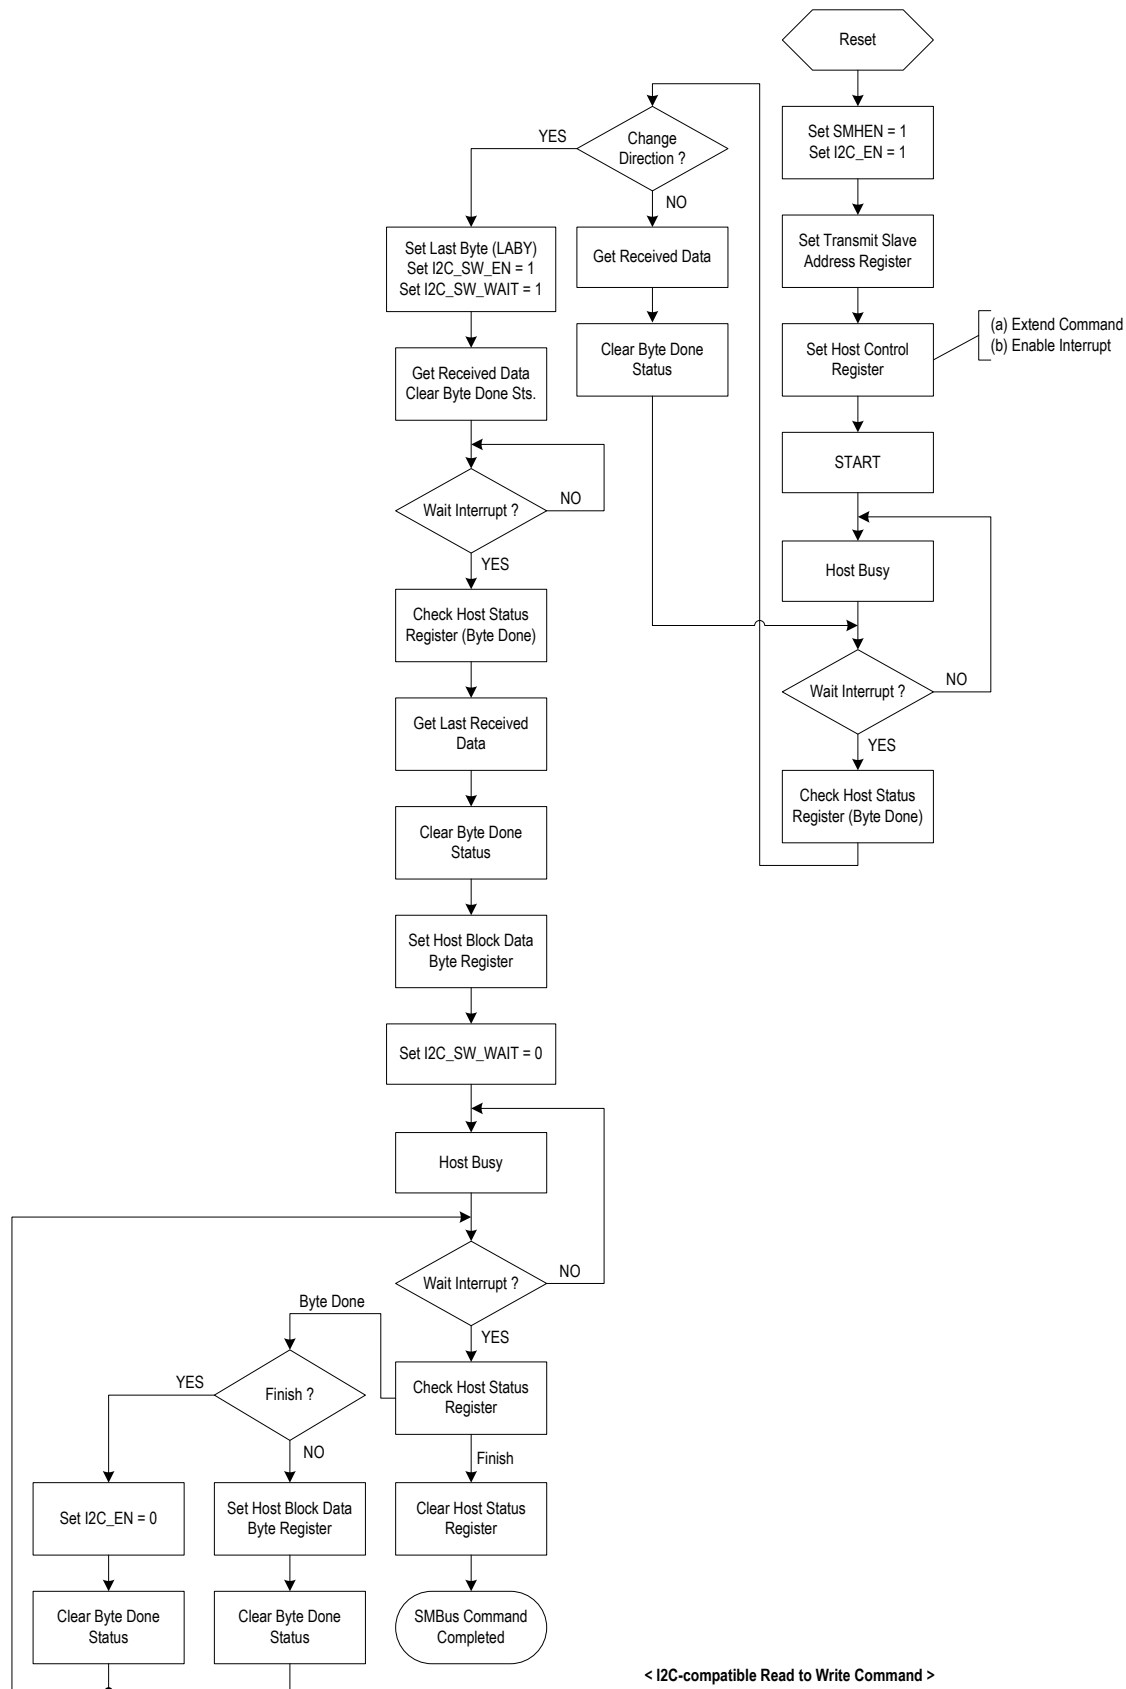 Reset
Set SMHEN = 1
Set I2C_EN = 1
Set Transmit Slave
Address Register
Set Host Control
Register
(a) Extend Command
(b) Enable Interrupt
START
Host Busy
Wait Interrupt ?
NO
YES
Check Host Status
Register (Byte Done)
Change
Direction ?
YES
NO
Get Received Data
Clear Byte Done
Status
Set Last Byte (LABY)
Set I2C_SW_EN = 1
Set I2C_SW_WAIT = 1
Get Received Data
Clear Byte Done Sts.
Wait Interrupt ?
NO
YES
Check Host Status
Register (Byte Done)
Get Last Received
Data
Clear Byte Done
Status
Set Host Block Data
Byte Register
Set I2C_SW_WAIT = 0
Host Busy
Wait Interrupt ?
NO
YES
Check Host Status
Register
Byte Done
Finish ?
YES
NO
Set I2C_EN = 0
Clear Byte Done
Status
Set Host Block Data
Byte Register
Clear Byte Done
Status
Finish
Clear Host Status
Register
SMBus Command
Completed
< I2C-compatible Read to Write Command >